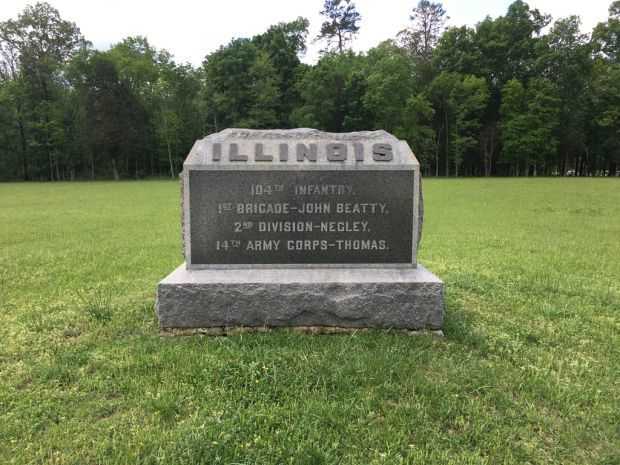 ILLINOIS
104TH INFANTRY,
1ST BRIGADE-JOHN BEATTY,
2ND DIVISION-NEGLEY,
14TH ARMY CORPS-THOMAS.